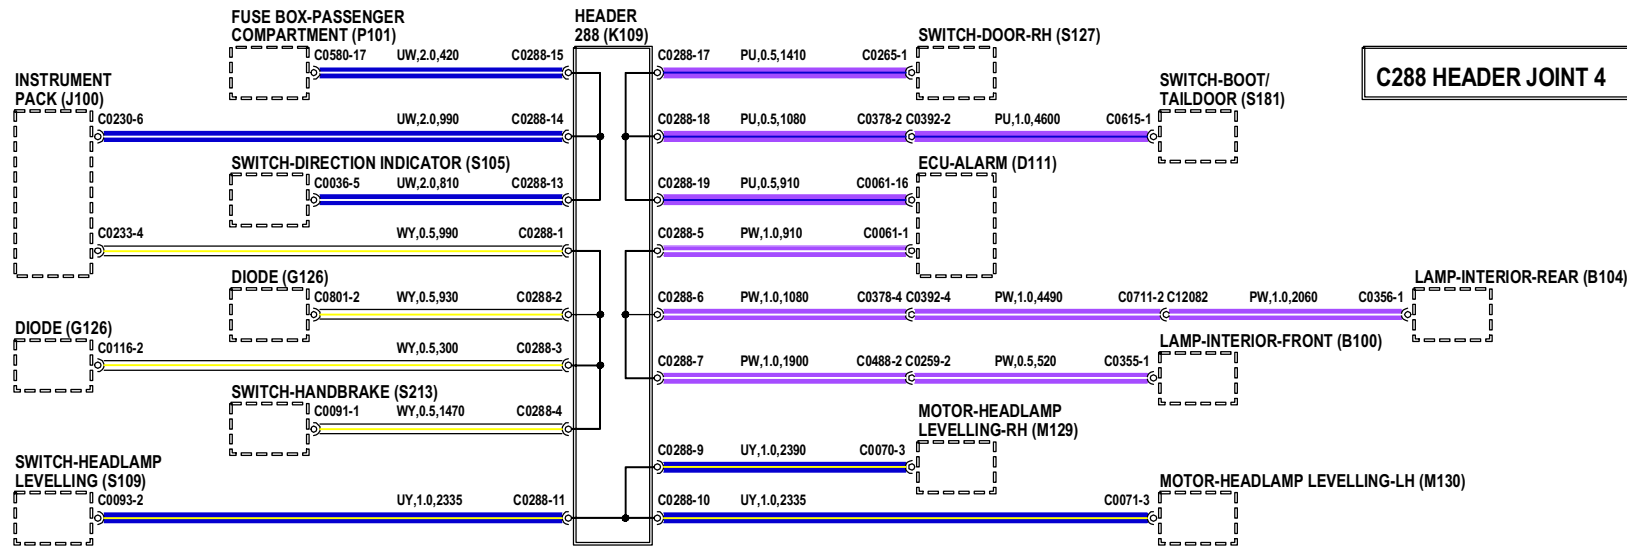 FUSE BOX-PASSENGER
COMPARTMENT (P101)
HEADER
288 (K109)
SWITCH-DOOR-RH (S127)
C0580-17 UW,2.0,420 C0288-15
C0288-17 PU,0.5,1410 C0265-1
C288 HEADER JOINT 4
INSTRUMENT
PACK (J100)
SWITCH-BOOT/
TAILDOOR (S181)
C0230-6 UW,2.0,990 C0288-14
C0288-18 PU,0.5,1080 C0378-2 C0392-2 PU,1.0,4600 C0615-1
SWITCH-DIRECTION INDICATOR (S105)
ECU-ALARM (D111)
C0036-5 UW,2.0,810 C0288-13
C0288-19 PU,0.5,910 C0061-16
C0233-4 WY,0.5,990 C0288-1
C0288-5 PW,1.0,910 C0061-1
DIODE (G126)
LAMP-INTERIOR-REAR (B104)
C0801-2 WY,0.5,930 C0288-2
C0288-6 PW,1.0,1080 C0378-4 C0392-4 PW,1.0,4490 C0711-2 C12082 PW,1.0,2060 C0356-1
DIODE (G126)
LAMP-INTERIOR-FRONT (B100)
C0116-2 WY,0.5,300 C0288-3
C0288-7 PW,1.0,1900 C0488-2 C0259-2 PW,0.5,520 C0355-1
SWITCH-HANDBRAKE (S213)
C0091-1 WY,0.5,1470 C0288-4
MOTOR-HEADLAMP
LEVELLING-RH (M129)
C0288-9 UY,1.0,2390 C0070-3
SWITCH-HEADLAMP
LEVELLING (S109)
MOTOR-HEADLAMP LEVELLING-LH (M130)
C0093-2 UY,1.0,2335 C0288-11
C0288-10 UY,1.0,2335 C0071-3